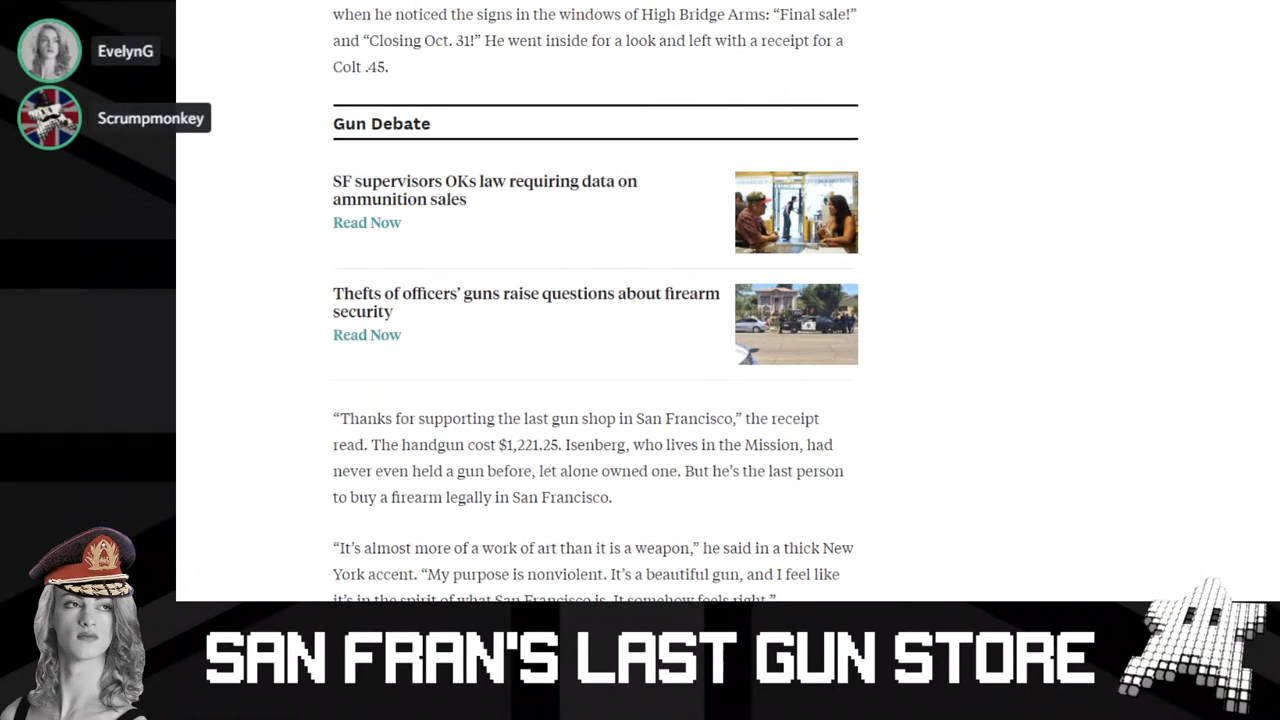 EvelynG
Scrumpmonkey
when he noticed the signs in the windows of High Bridge Arms: “Final sale!”
and “Closing Oct. 31!” He went inside for a look and left with a receipt for a
Colt .45.
Gun Debate
SF supervisors OKs law requiring data on
ammunition sales
Read Now
Thefts of officers’ guns raise questions about firearm
security
Read Now
“Thanks for supporting the last gun shop in San Francisco,” the receipt
read. The handgun cost $1,221.25. Isenberg, who lives in the Mission, had
never even held a gun before, let alone owned one. But he’s the last person
to buy a firearm legally in San Francisco.
“It’s almost more of a work of art than it is a weapon,” he said in a thick New
York accent. “My purpose is nonviolent. It’s a beautiful gun, and I feel like
it’s in the spirit of what San Francisco is. It somehow feels right.”
SAN FRAN'S LAST GUN STORE